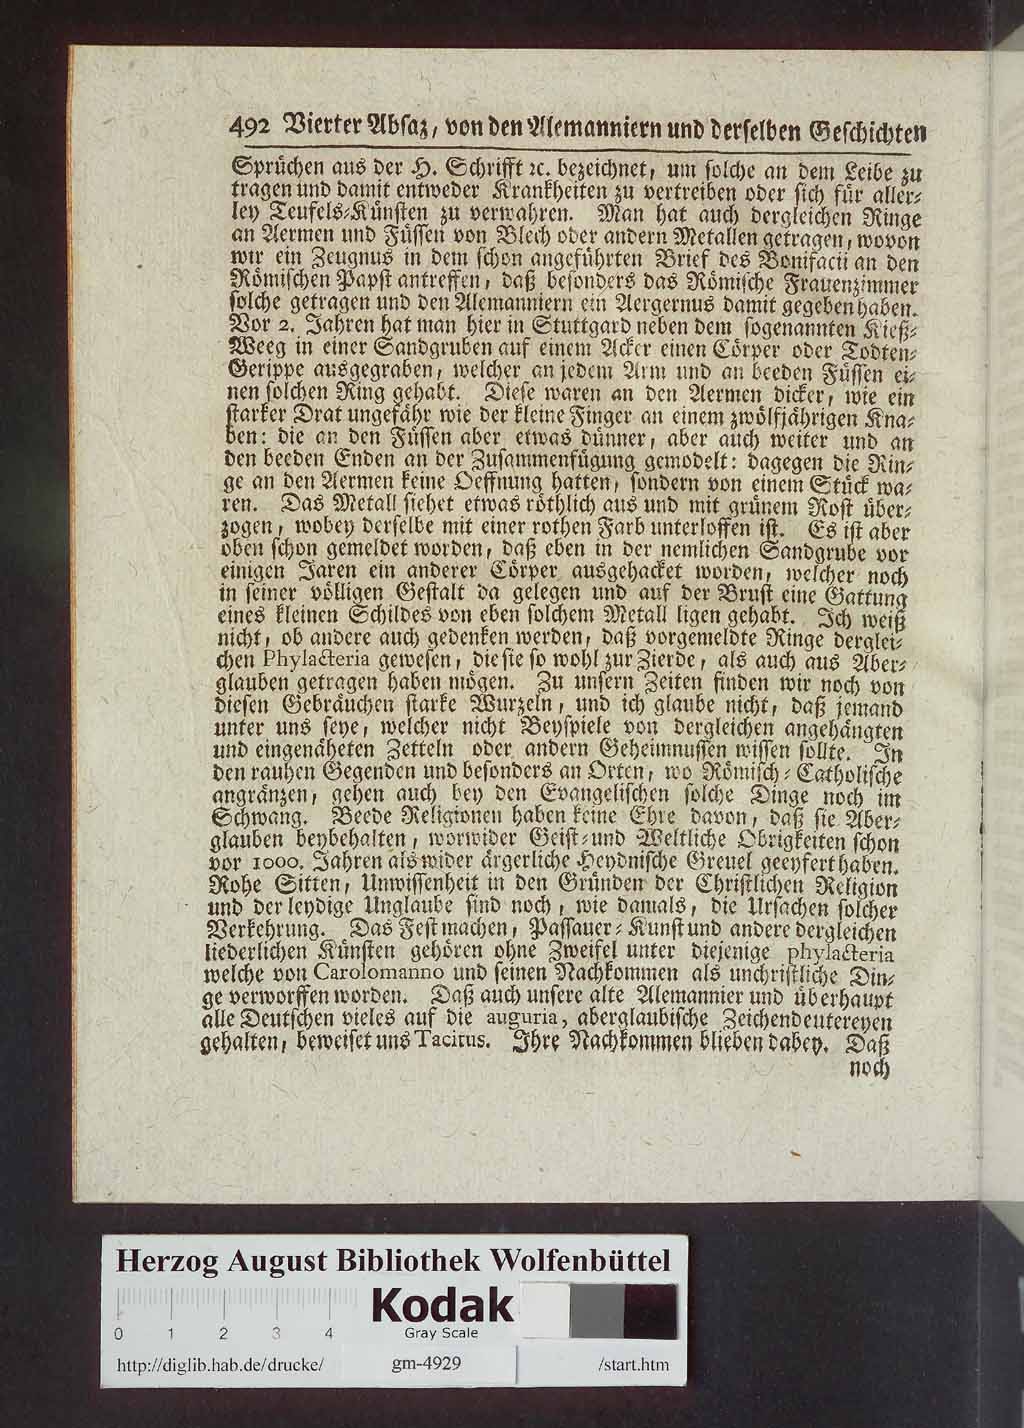 492 Vierter Absaz, von den Alemanniern und derselben Geschichten
Sprüchen aus der H. Schrifft ꝛc. bezeichnet, um solche an dem Leibe zu
tragen und damit entweder Krankheiten zu vertreiben oder sich für aller-
ley Teufels-Künsten zu verwahren. Man hat auch dergleichen Ringe
an Aermen und Füssen von Blech oder andern Metallen getragen, wovon
wir ein Zeugnus in dem schon angeführten Brief des Bonifacii an den
Römischen Papst antreffen, daß besonders das Römische Frauenzimmer
solche getragen und den Alemanniern ein Aergernus damit gegeben haben.
Vor 2. Jahren hat man hier in Stuttgard neben dem sogenannten Kieß-
Weeg in einer Sandgruben auf einem Acker einen Cörper oder Todten-
Gerippe ausgegraben, welcher an jedem Arm und an beeden Füssen ei-
nen solchen Ring gehabt. Diese waren an den Aermen dicker, wie ein
starker Drat ungefähr wie der kleine Finger an einem zwölfjährigen Kna-
ben: die an den Füssen aber etwas dünner, aber auch weiter und an
den beeden Enden an der Zusammenfügung gemodelt: dagegen die Rin-
ge an den Aermen keine Oeffnung hatten, sondern von einem Stück wa-
ren. Das Metall siehet etwas röthlich aus und mit grünem Rost über-
zogen, wobey derselbe mit einer rothen Farb unterloffen ist. Es ist aber
oben schon gemeldet worden, daß eben in der nemlichen Sandgrube vor
einigen Jaren ein anderer Cörper ausgehacket worden, welcher noch
in seiner völligen Gestalt da gelegen und auf der Brust eine Gattung
eines kleinen Schildes von eben solchem Metall ligen gehabt. Ich weiß
nicht, ob andere auch gedenken werden, daß vorgemeldte Ringe derglei-
chen Phylacteria gewesen, die sie so wohl zur Zierde, als auch aus Aber-
glauben getragen haben mögen. Zu unsern Zeiten finden wir noch von
diesen Gebräuchen starke Wurzeln, und ich glaube nicht, daß jemand
unter uns seye, welcher nicht Beyspiele von dergleichen angehängten
und eingenäheten Zetteln oder andern Geheimnussen wissen sollte. In
den rauhen Gegenden und besonders an Orten, wo Römisch-Catholische
angränzen, gehen auch bey den Evangelischen solche Dinge noch im
Schwang. Beede Religionen haben keine Ehre davon, daß sie Aber-
glauben beybehalten, worwider Geist- und Weltliche Obrigkeiten schon
vor 1000. Jahren als wider ärgerliche Heydnische Greuel geeyfert haben.
Rohe Sitten, Unwissenheit in den Gründen der Christlichen Religion
und der leydige Unglaube sind noch, wie damals, die Ursachen solcher
Verkehrung. Das Fest machen, Passauer-Kunst und andere dergleichen
liederlichen Künsten gehören ohne Zweifel unter diejenige phylacteria
welche von Carolomanno und seinen Nachkommen als unchristliche Din-
ge verworffen worden. Daß auch unsere alte Alemannier und überhaupt
alle Deutschen vieles auf die auguria, aberglaubische Zeichendeutereyen
gehalten, beweiset uns Tacitus. Ihre Nachkommen blieben dabey. Daß
noch
Herzog August Bibliothek Wolfenbüttel
Kodak
0 1 2 3 4 Gray Scale
http://diglib.hab.de/drucke/ gm-4929 /start.htm